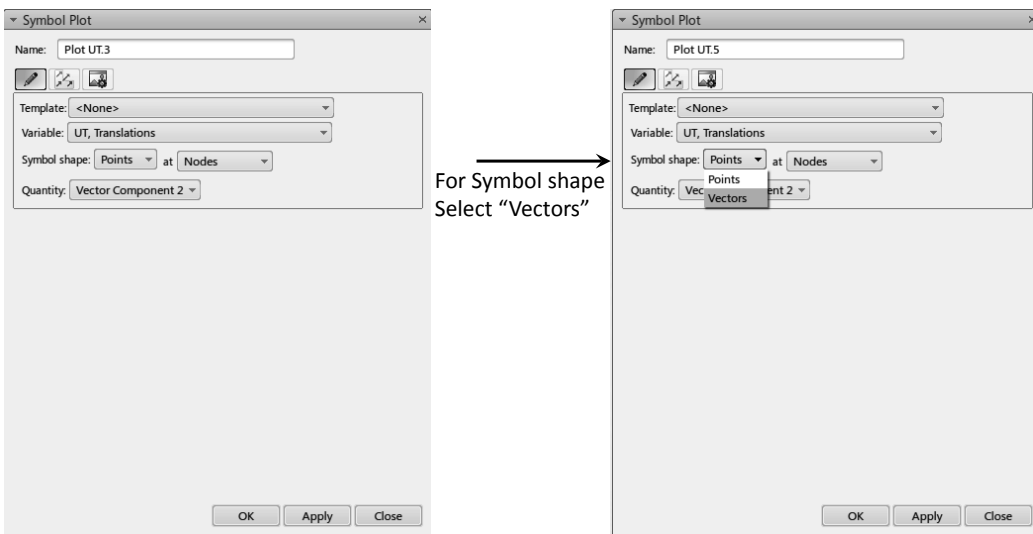 Symbol Plot ×
Name: Plot UT.3
Template: <None>
Variable: UT, Translations
Symbol shape: Points at Nodes
Quantity: Vector Component 2
OK Apply Close
For Symbol shape
Select “Vectors”
Symbol Plot
Name: Plot UT.5
Template: <None>
Variable: UT, Translations
Symbol shape: Points at Nodes
Points
Quantity: Vec ent 2
Vectors
OK Apply Close